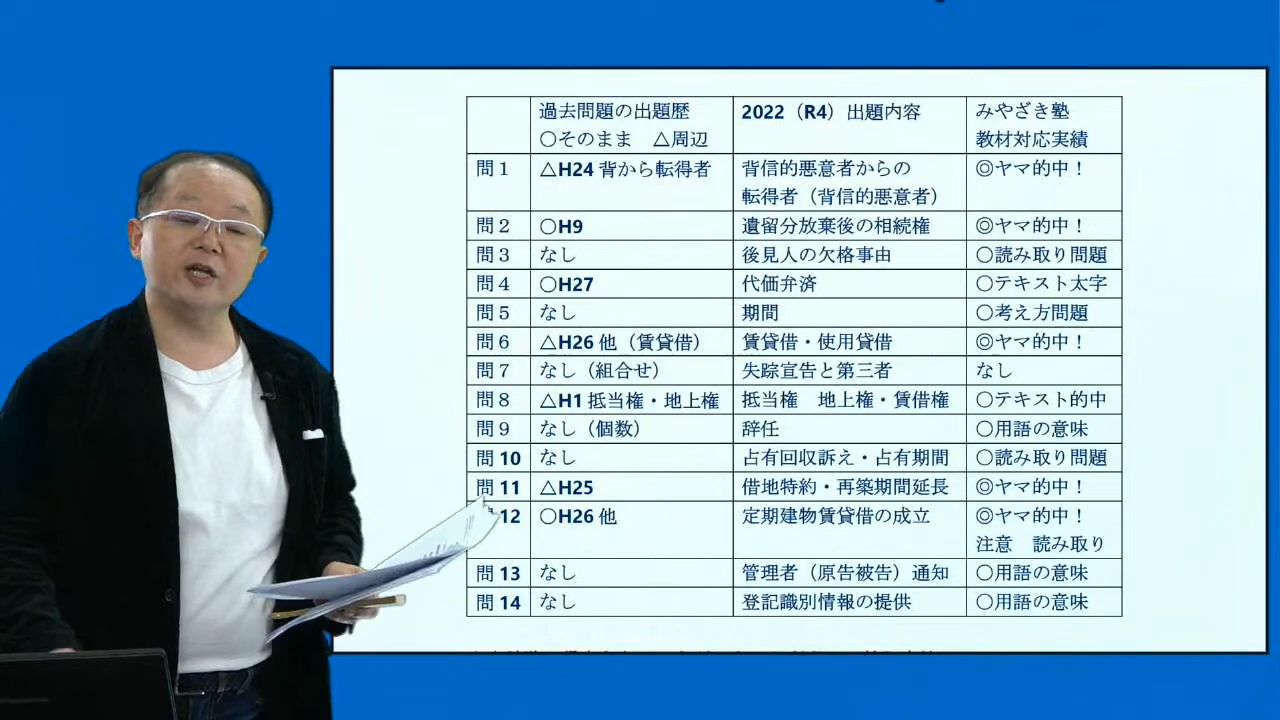 過去問題の出題歴
○そのまま　△周辺
2022（R4）出題内容
みやざき塾
教材対応実績
問１
△H24 背から転得者
背信的悪意者からの
転得者（背信的悪意者）
◎ヤマ的中！
問２
○H9
遺留分放棄後の相続権
◎ヤマ的中！
問３
なし
後見人の欠格事由
○読み取り問題
問４
○H27
代価弁済
○テキスト太字
問５
なし
期間
○考え方問題
問６
△H26 他（賃貸借）
賃貸借・使用貸借
◎ヤマ的中！
問７
なし（組合せ）
失踪宣告と第三者
なし
問８
△H1 抵当権・地上権
抵当権　地上権・賃借権
○テキスト的中
問９
なし（個数）
辞任
○用語の意味
問 10
なし
占有回収訴え・占有期間
○読み取り問題
問 11
△H25
借地特約・再築期間延長
◎ヤマ的中！
12
○H26 他
定期建物賃貸借の成立
◎ヤマ的中！
注意　読み取り
問 13
なし
管理者（原告被告）通知
○用語の意味
問 14
なし
登記識別情報の提供
○用語の意味